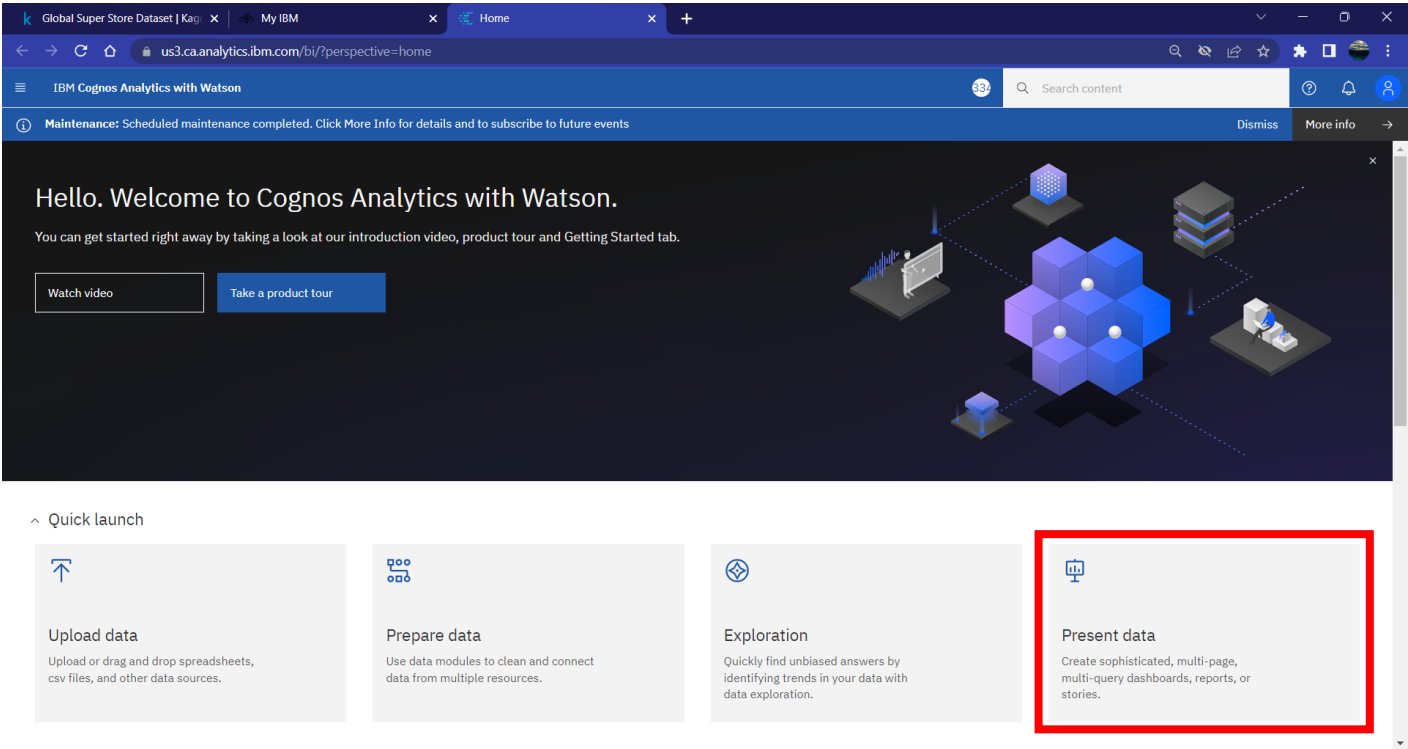 Global Super Store Dataset | Kag
My IBM
Home
us3.ca.analytics.ibm.com/bi/?perspective=home
IBM Cognos Analytics with Watson
334
Search content
Maintenance: Scheduled maintenance completed. Click More Info for details and to subscribe to future events
Dismiss
More info
Hello. Welcome to Cognos Analytics with Watson.
You can get started right away by taking a look at our introduction video, product tour and Getting Started tab.
Watch video
Take a product tour
Quick launch
Upload data
Upload or drag and drop spreadsheets,
csv files, and other data sources.
Prepare data
Use data modules to clean and connect
data from multiple resources.
Exploration
Quickly find unbiased answers by
identifying trends in your data with
data exploration.
Present data
Create sophisticated, multi-page,
multi-query dashboards, reports, or
stories.